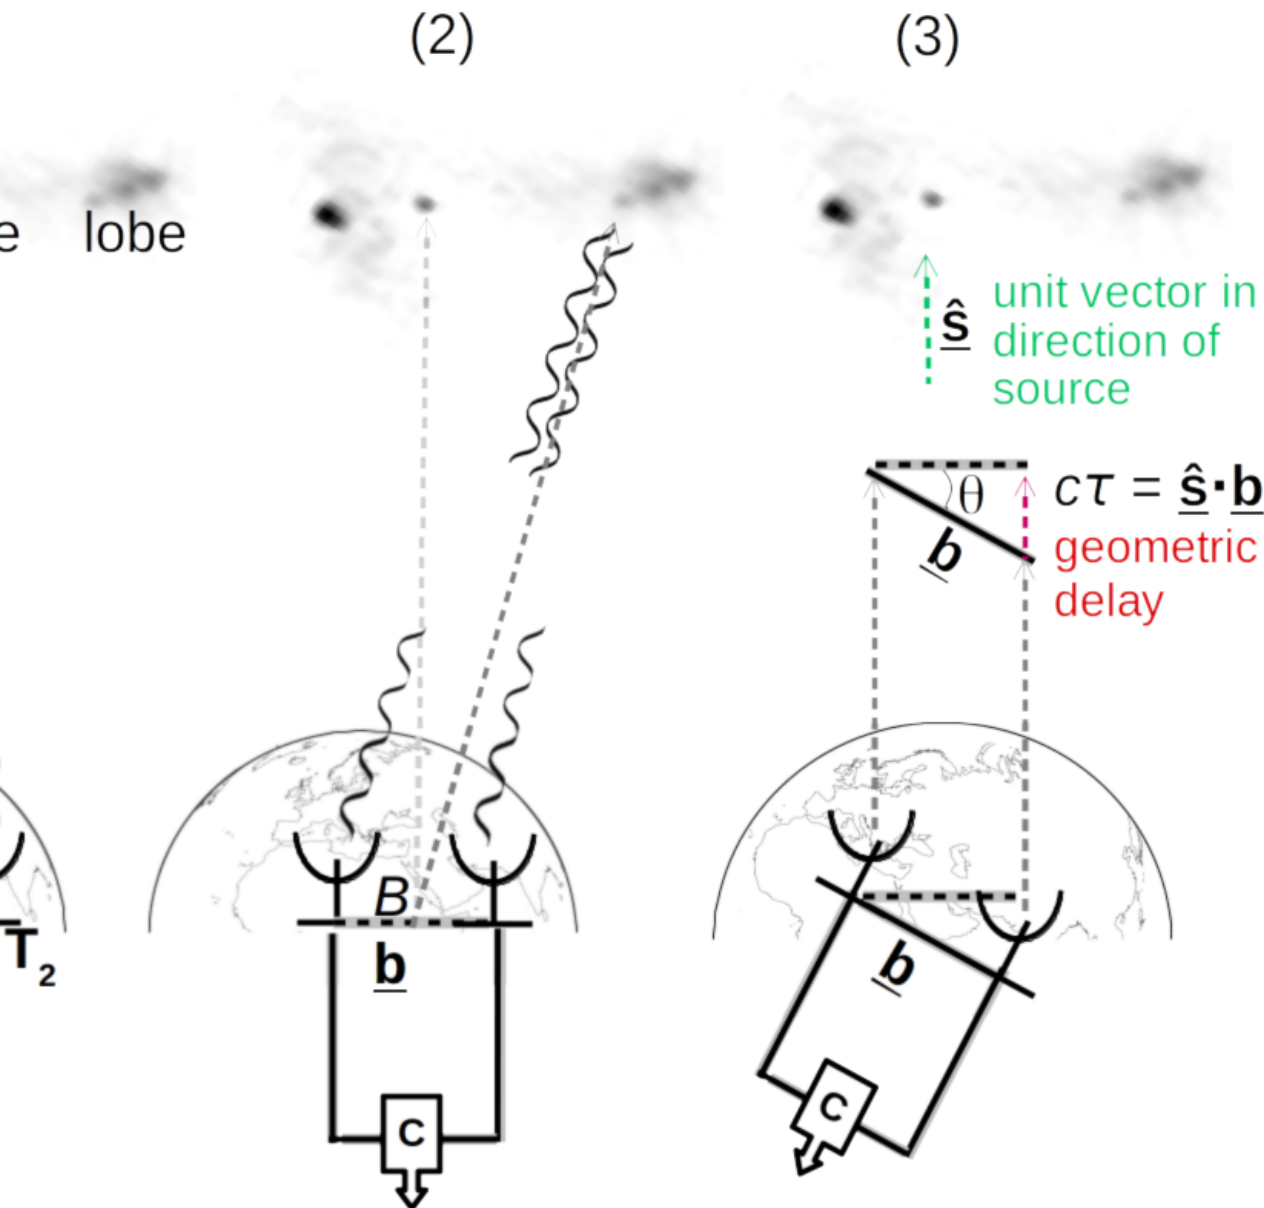 (2)
(3)
e lobe
ŝ
unit vector in
direction of
source
θ
cτ = ŝ·b
b
geometric
delay
B
b
T2
b
C
C